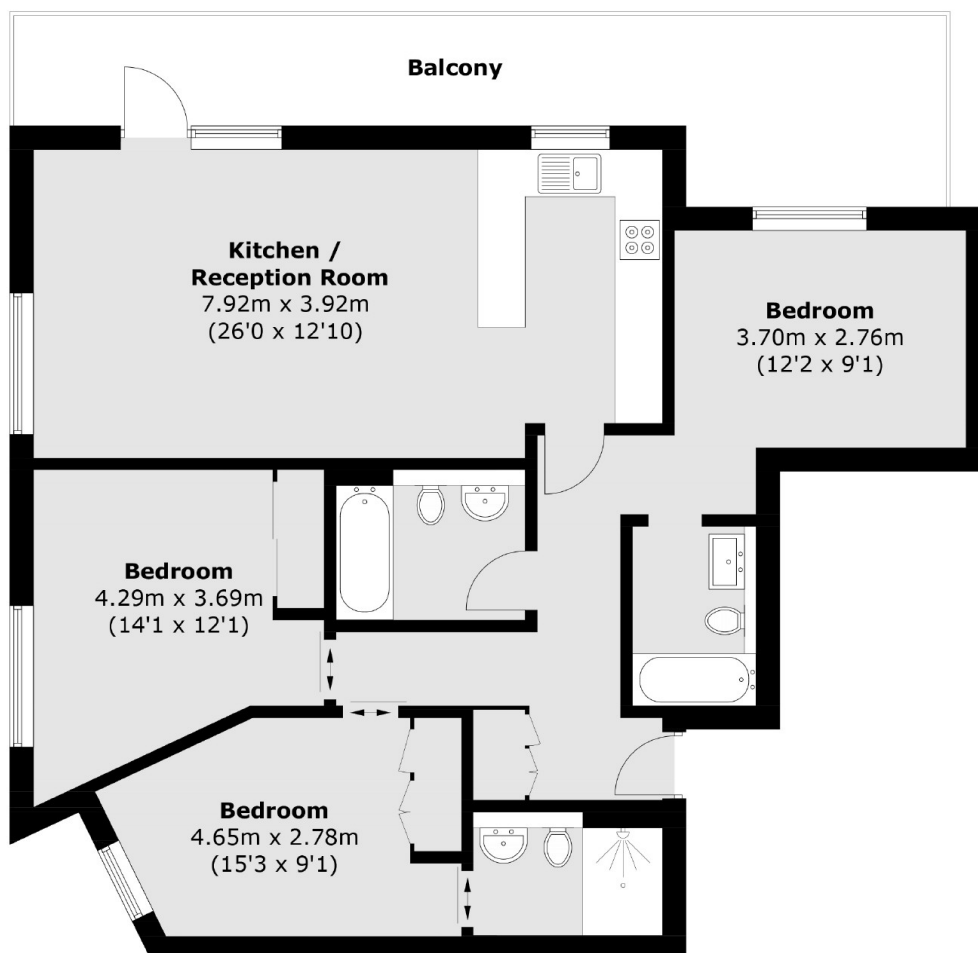 Balcony
Kitchen /
Reception Room
7.92m x 3.92m
(26'0 x 12'10)
Bedroom
3.70m x 2.76m
(12'2 x 9'1)
Bedroom
4.29m x 3.69m
(14'1 x 12'1)
Bedroom
4.65m x 2.78m
(15'3 x 9'1)